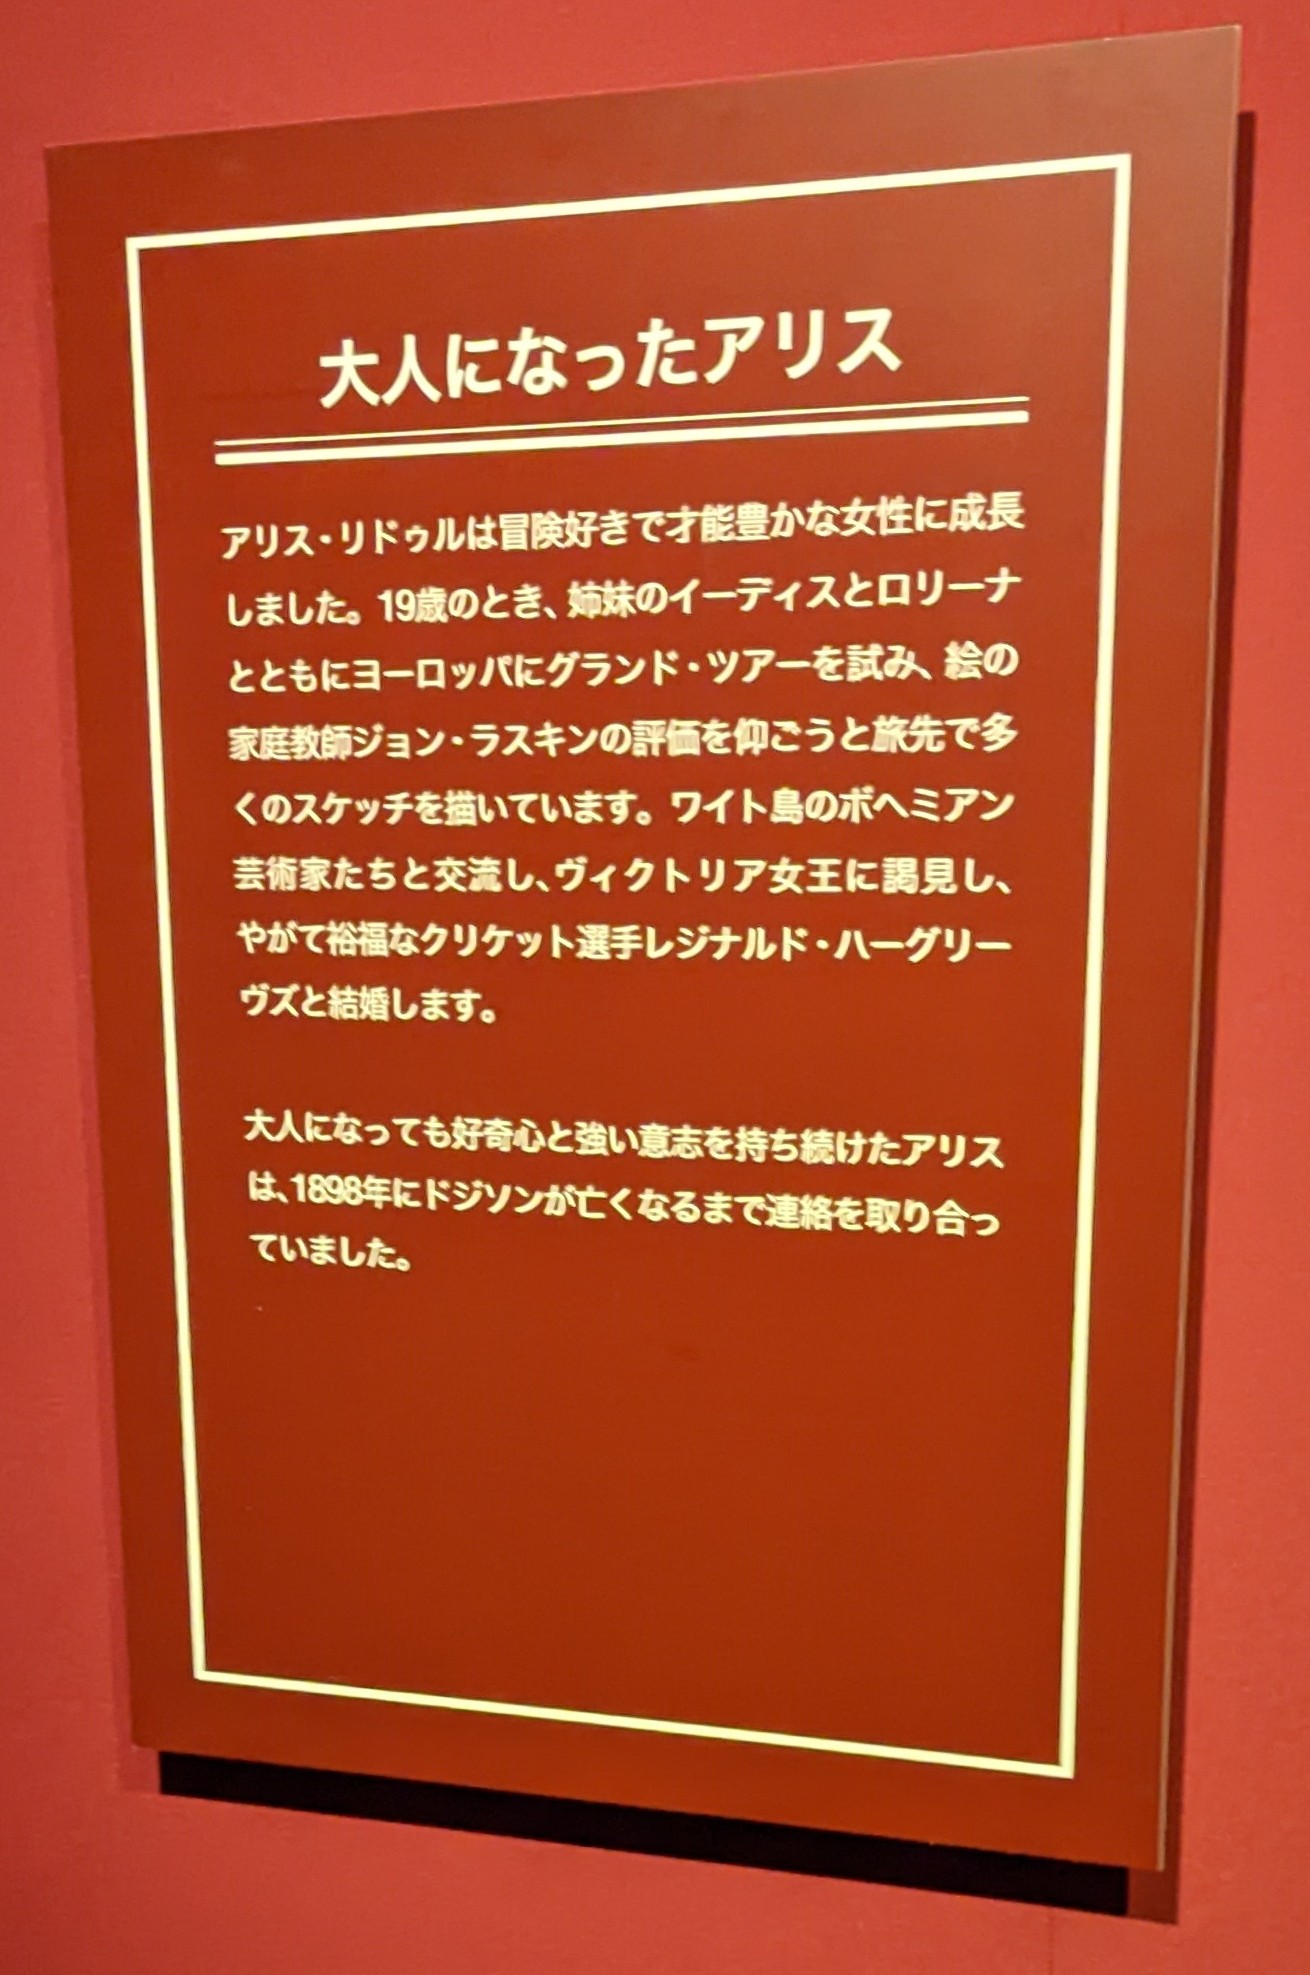 大人になったアリス
アリス・リドゥルは冒険好きで才能豊かな女性に成長
しました。19歳のとき、姉妹のイーディスとロリーナ
とともにヨーロッパにグランド・ツアーを試み、絵の
家庭教師ジョン・ラスキンの評価を仰ごうと旅先で多
くのスケッチを描いています。ワイト島のボヘミアン
芸術家たちと交流し、ヴィクトリア女王に謁見し、
やがて裕福なクリケット選手レジナルド・ハーグリー
ヴズと結婚します。
大人になっても好奇心と強い意志を持ち続けたアリス
は、1898年にドジソンが亡くなるまで連絡を取り合っ
ていました。